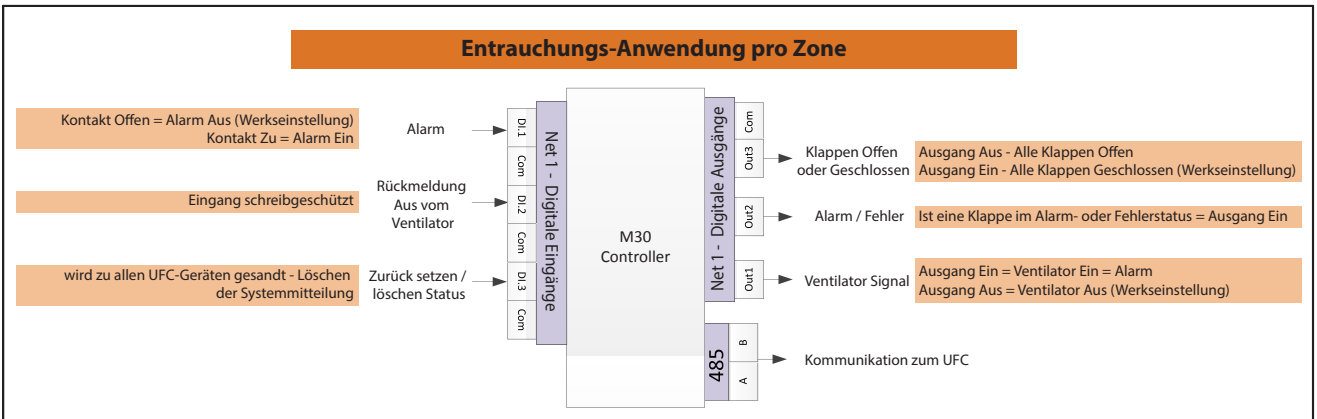 Entrauchungs-Anwendung pro Zone
Kontakt Offen = Alarm Aus (Werkseinstellung)
Kontakt Zu = Alarm Ein
Alarm
Eingang schreibgeschützt
Rückmeldung
Aus vom
Ventilator
wird zu allen UFC-Geräten gesandt - Löschen
der Systemmitteilung
Zurück setzen /
löschen Status
DI.1
Com
DI.2
Com
DI.3
Com
Net 1 - Digitale Eingänge
M30
Controller
Net 1 - Digitale Ausgänge
Com
Out3
Out2
Out1
485
B
A
Klappen Offen
oder Geschlossen
Ausgang Aus - Alle Klappen Offen
Ausgang Ein - Alle Klappen Geschlossen (Werkseinstellung)
Alarm / Fehler
Ist eine Klappe im Alarm- oder Fehlerstatus = Ausgang Ein
Ventilator Signal
Ausgang Ein = Ventilator Ein = Alarm
Ausgang Aus = Ventilator Aus (Werkseinstellung)
Kommunikation zum UFC